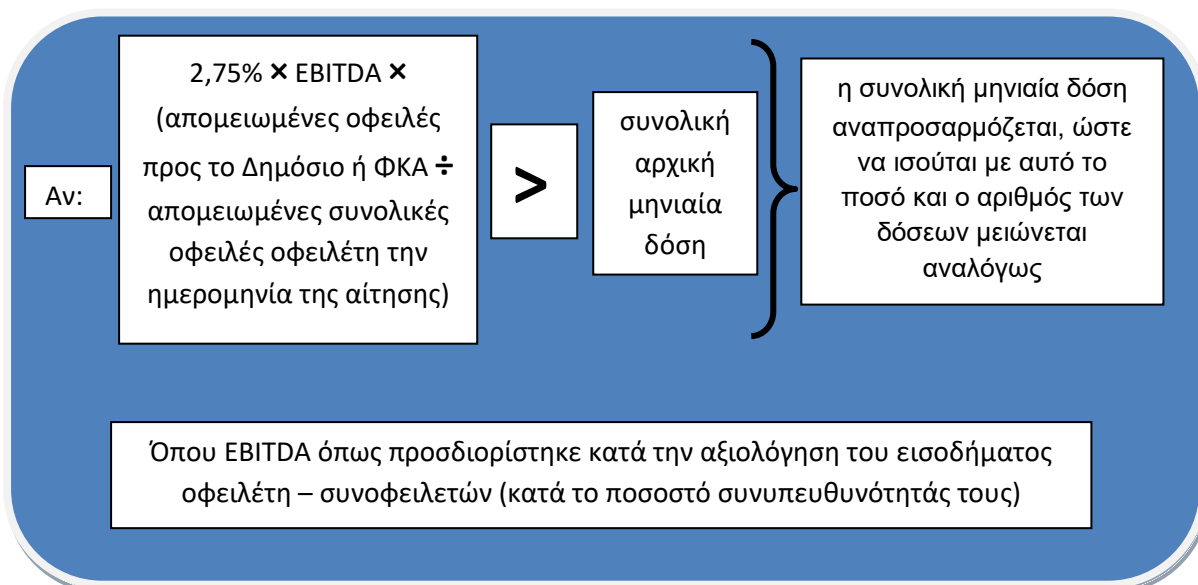 Αν:
2,75% × EBITDA ×
(απομειωμένες οφειλές
προς το Δημόσιο ή ΦΚΑ ÷
απομειωμένες συνολικές
οφειλές οφειλέτη την
ημερομηνία της αίτησης)
>
συνολική
αρχική
μηνιαία
δόση
η συνολική μηνιαία δόση
αναπροσαρμόζεται, ώστε
να ισούται με αυτό το
ποσό και ο αριθμός των
δόσεων μειώνεται
αναλόγως
Όπου EBITDA όπως προσδιορίστηκε κατά την αξιολόγηση του εισοδήματος
οφειλέτη – συνοφειλετών (κατά το ποσοστό συνυπευθυνότητάς τους)